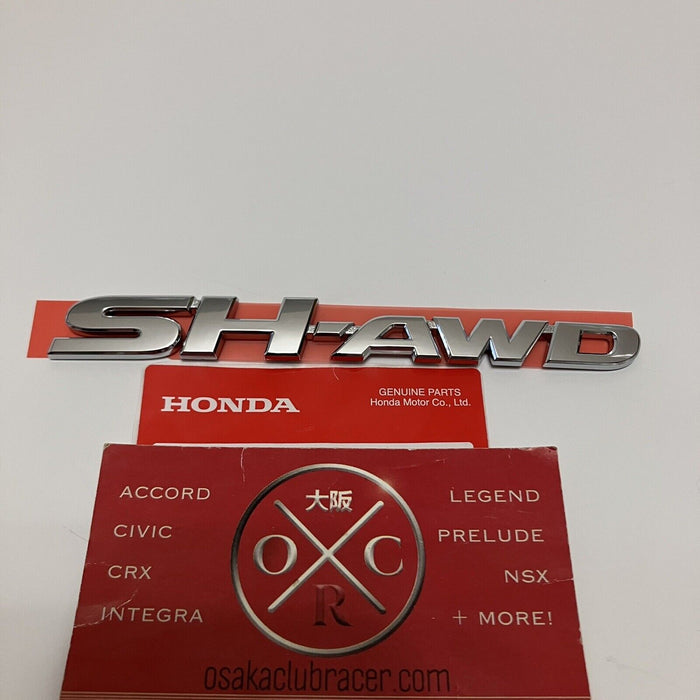 SH-AWD
HONDA
GENUINE PARTS
Honda Motor Co., Ltd.
ACCORD
CIVIC
CRX
INTEGRA
大阪
O C
R
LEGEND
PRELUDE
NSX
+ MORE!
osakaclubracer.com